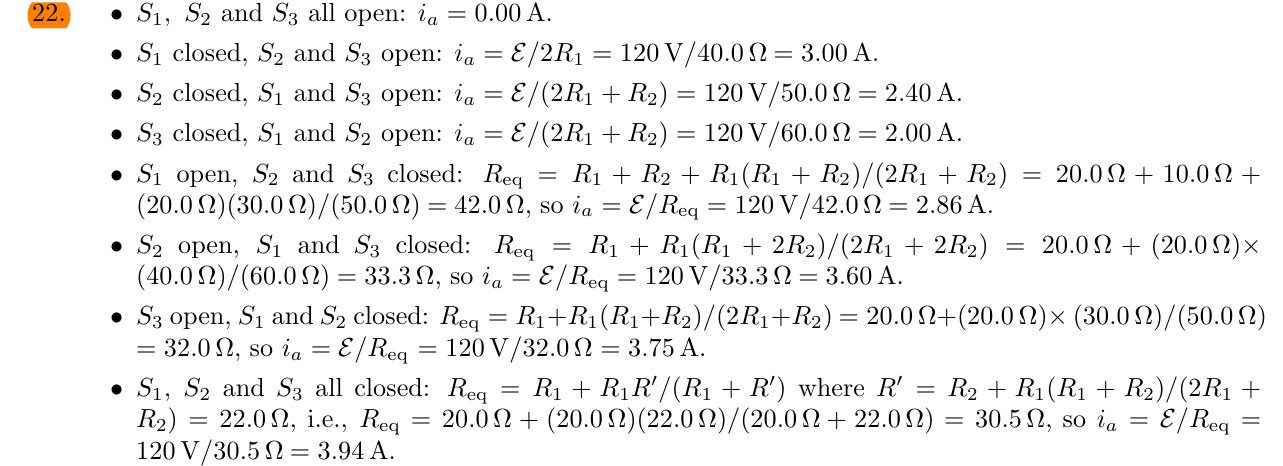 22. • S₁, S₂ and S₃ all open: iₐ = 0.00 A.
• S₁ closed, S₂ and S₃ open: iₐ = ℰ/2R₁ = 120 V/40.0 Ω = 3.00 A.
• S₂ closed, S₁ and S₃ open: iₐ = ℰ/(2R₁ + R₂) = 120 V/50.0 Ω = 2.40 A.
• S₃ closed, S₁ and S₂ open: iₐ = ℰ/(2R₁ + R₂) = 120 V/60.0 Ω = 2.00 A.
• S₁ open, S₂ and S₃ closed: R_eq = R₁ + R₂ + R₁(R₁ + R₂)/(2R₁ + R₂) = 20.0 Ω + 10.0 Ω +
(20.0 Ω)(30.0 Ω)/(50.0 Ω) = 42.0 Ω, so iₐ = ℰ/R_eq = 120 V/42.0 Ω = 2.86 A.
• S₂ open, S₁ and S₃ closed: R_eq = R₁ + R₁(R₁ + 2R₂)/(2R₁ + 2R₂) = 20.0 Ω + (20.0 Ω)×
(40.0 Ω)/(60.0 Ω) = 33.3 Ω, so iₐ = ℰ/R_eq = 120 V/33.3 Ω = 3.60 A.
• S₃ open, S₁ and S₂ closed: R_eq = R₁+R₁(R₁+R₂)/(2R₁+R₂) = 20.0 Ω+(20.0 Ω)× (30.0 Ω)/(50.0 Ω)
= 32.0 Ω, so iₐ = ℰ/R_eq = 120 V/32.0 Ω = 3.75 A.
• S₁, S₂ and S₃ all closed: R_eq = R₁ + R₁R′/(R₁ + R′) where R′ = R₂ + R₁(R₁ + R₂)/(2R₁ +
R₂) = 22.0 Ω, i.e., R_eq = 20.0 Ω + (20.0 Ω)(22.0 Ω)/(20.0 Ω + 22.0 Ω) = 30.5 Ω, so iₐ = ℰ/R_eq =
120 V/30.5 Ω = 3.94 A.